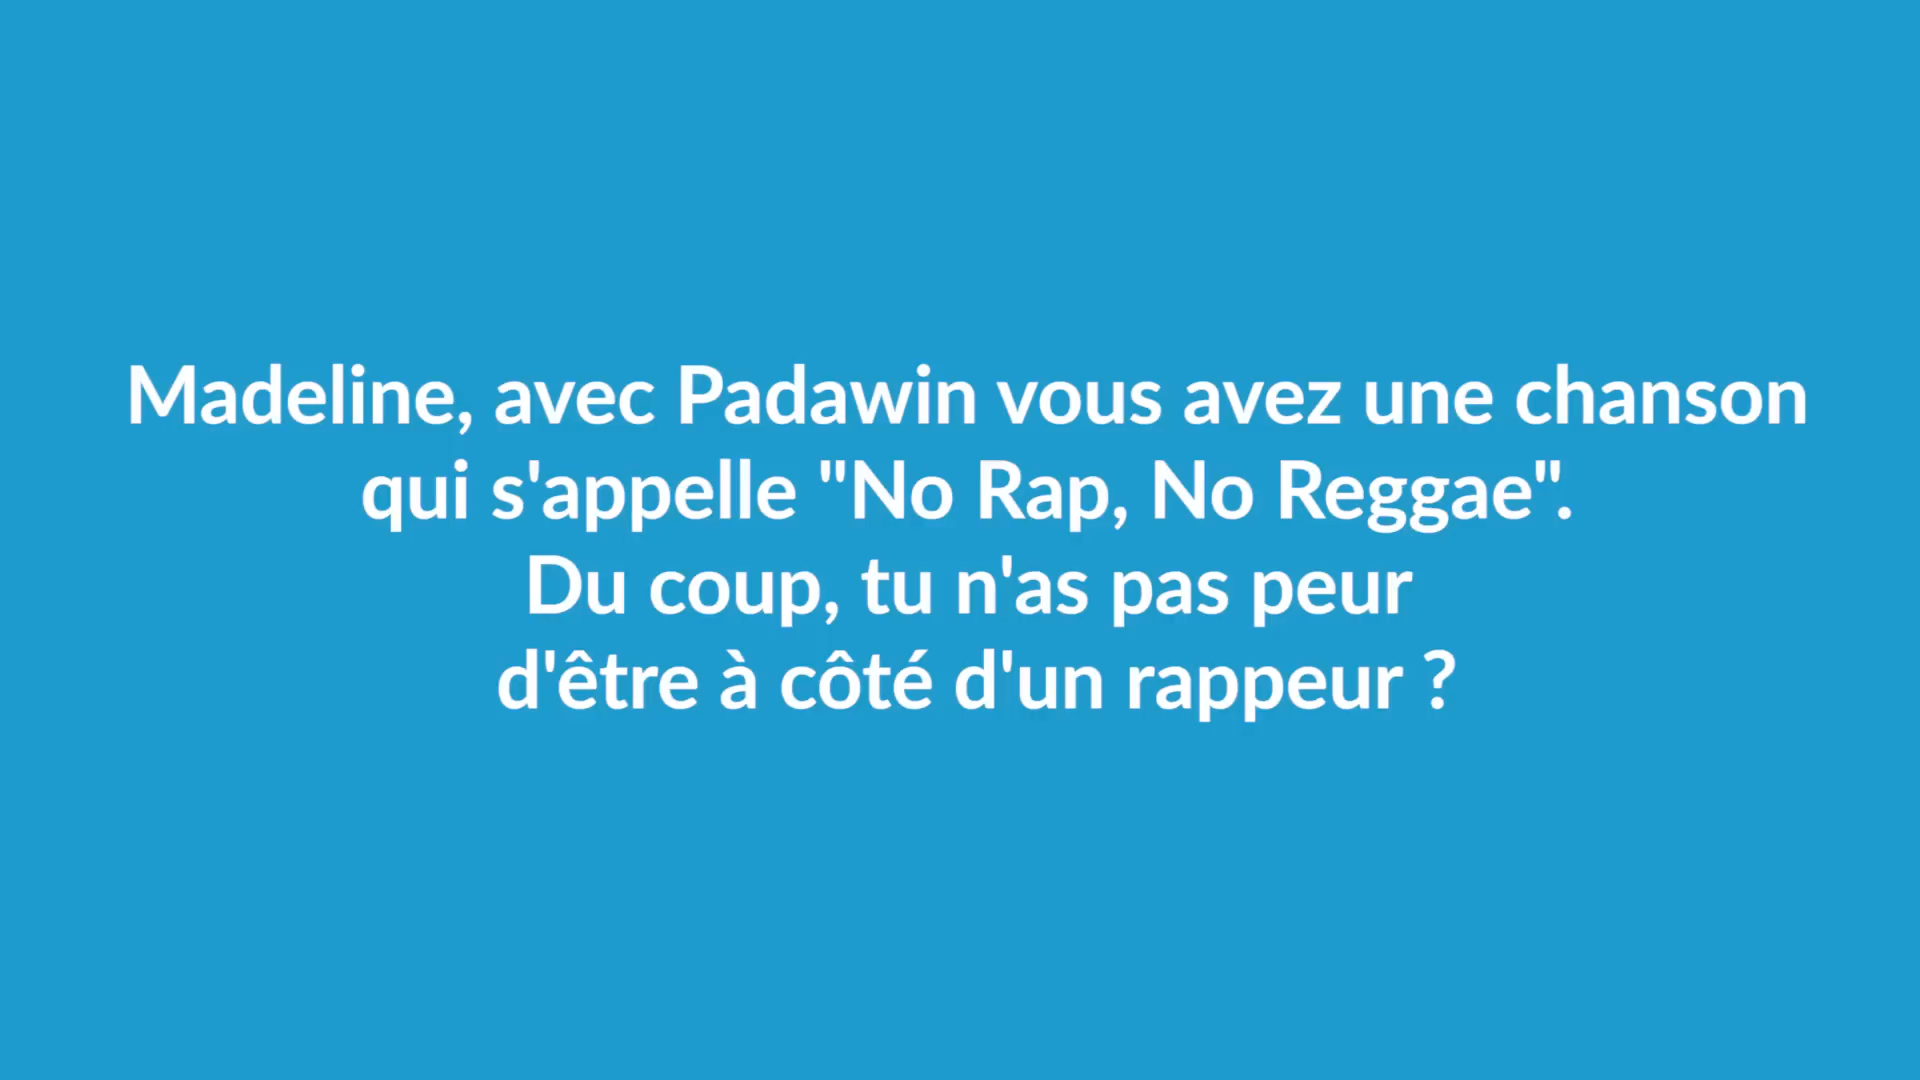 Madeline, avec Padawin vous avez une chanson
qui s'appelle "No Rap, No Reggae".
Du coup, tu n'as pas peur
d'être à côté d'un rappeur ?